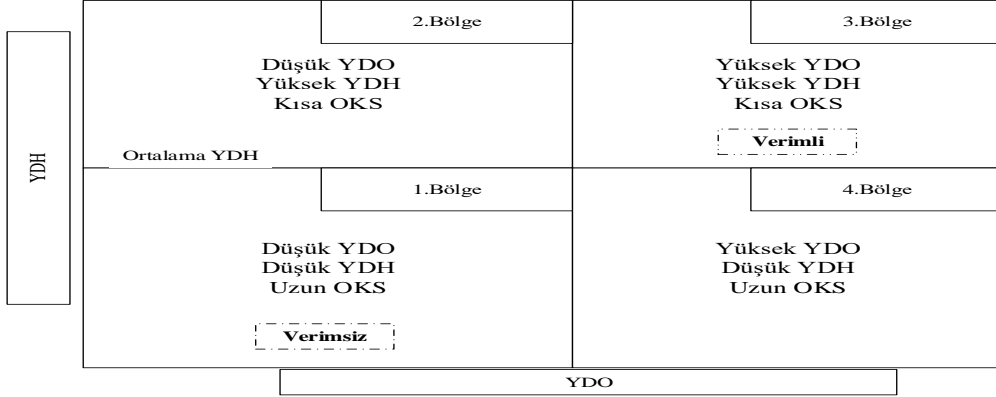 2.Bölge
3.Bölge
Düşük YDO
Yüksek YDH
Kısa OKS
Yüksek YDO
Yüksek YDH
Kısa OKS
Verimli
YDH
Ortalama YDH
1.Bölge
4.Bölge
Düşük YDO
Düşük YDH
Uzun OKS
Yüksek YDO
Düşük YDH
Uzun OKS
Verimsiz
YDO